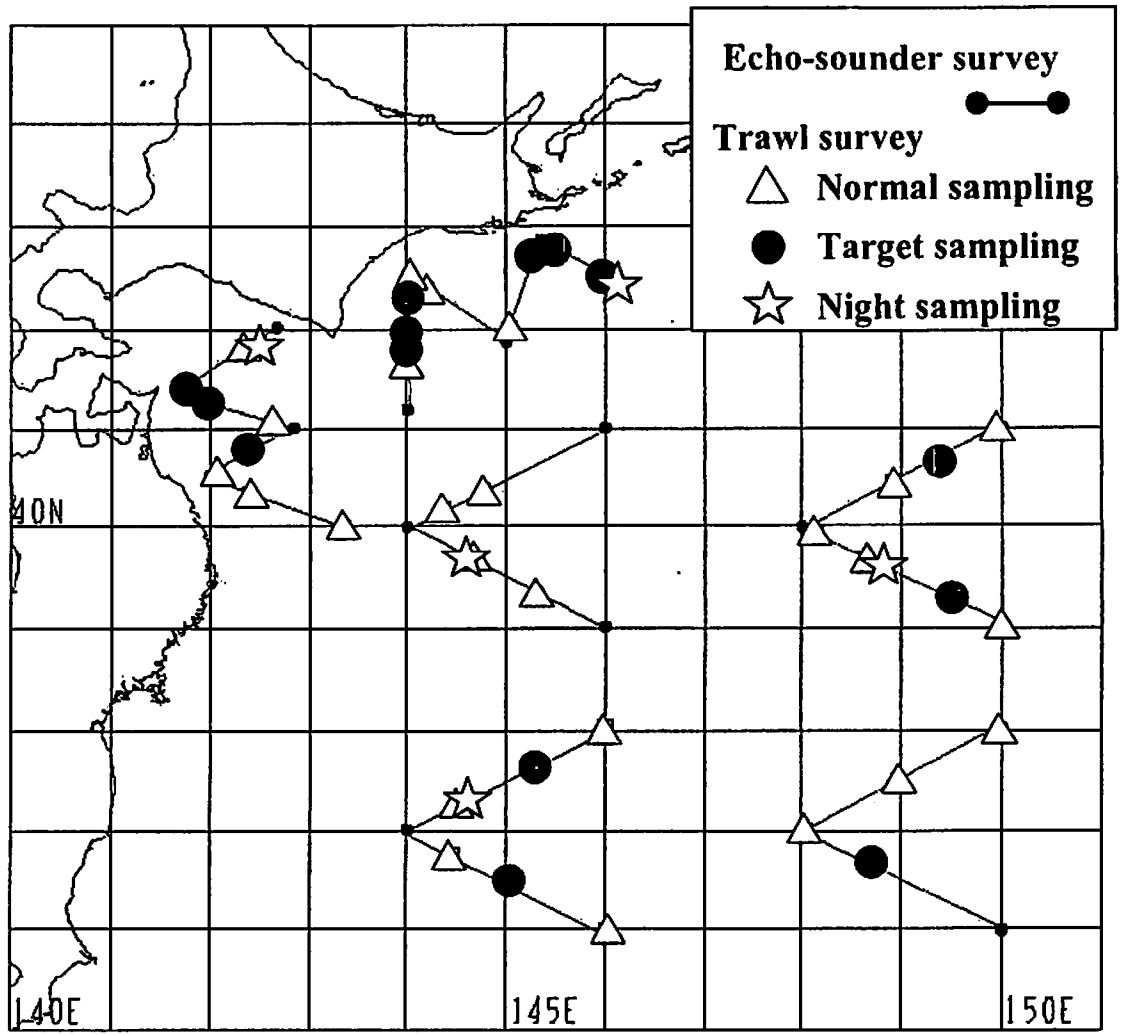 Echo-sounder survey
Trawl survey
Normal sampling
Target sampling
Night sampling
40N
140E
145E
150E